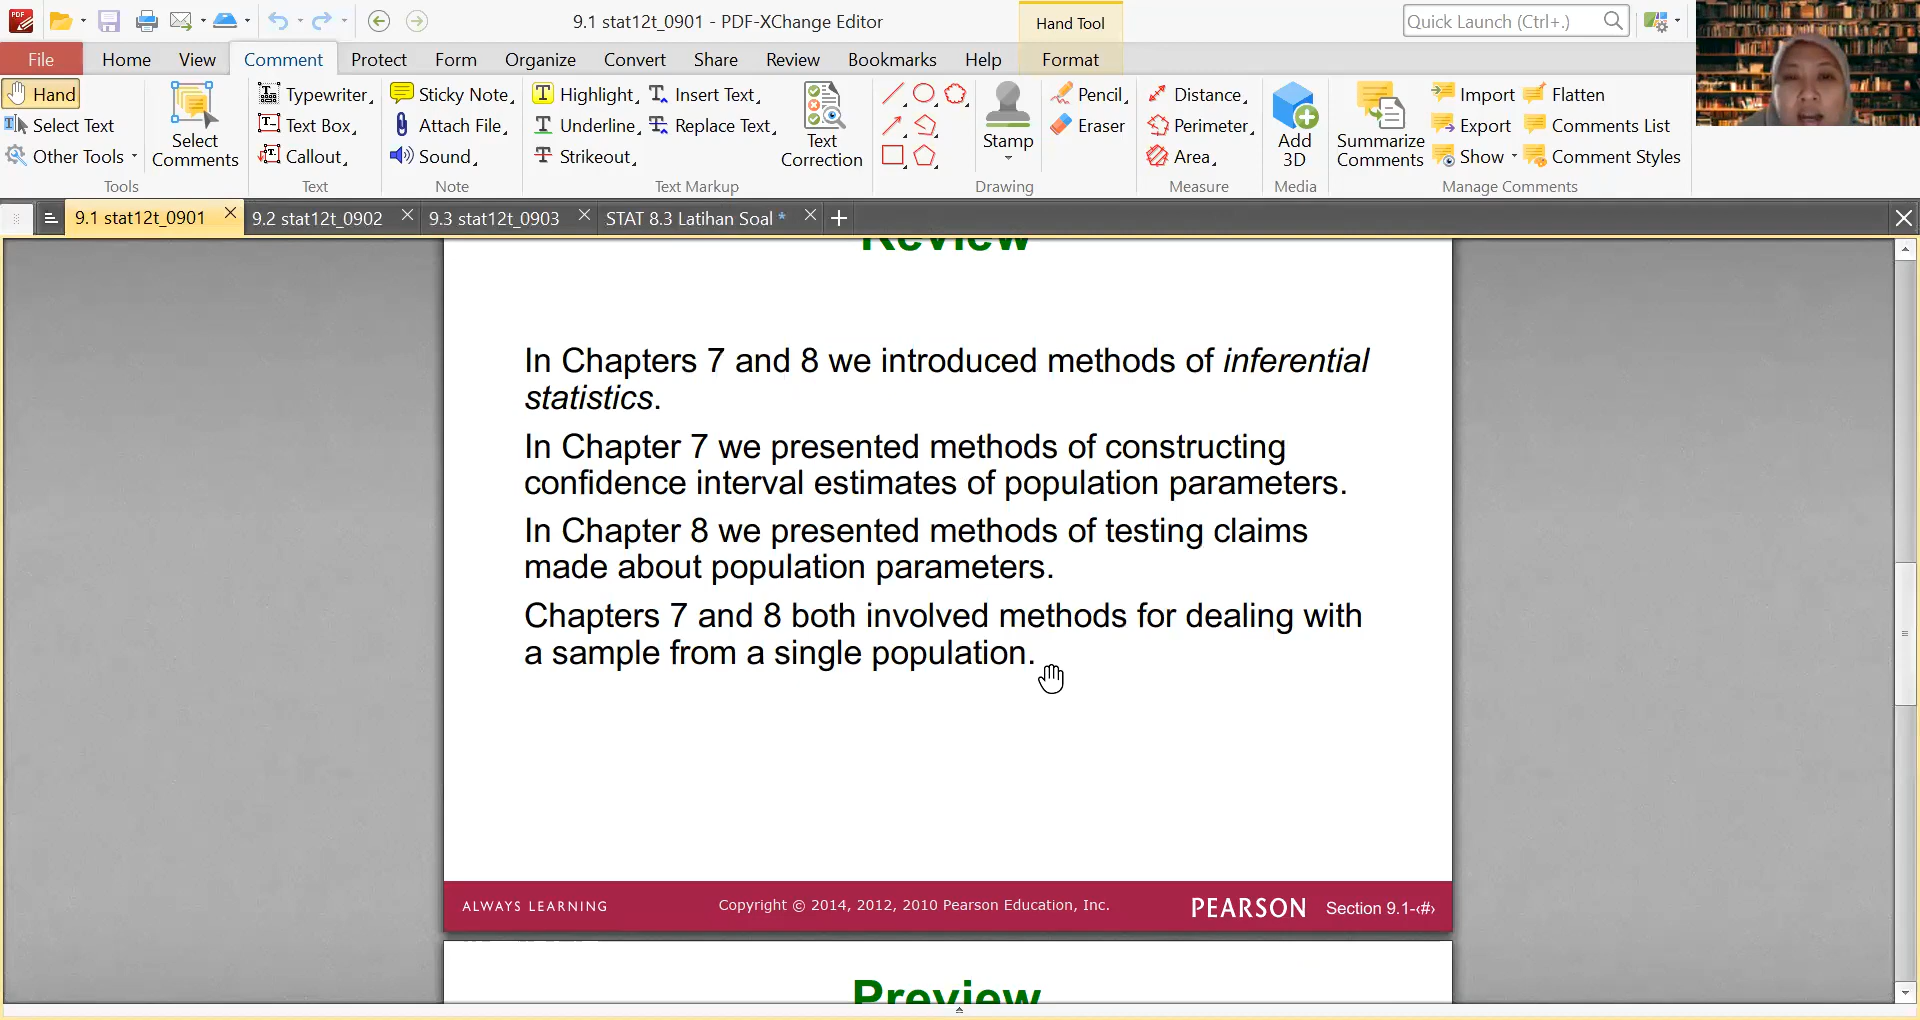 9.1 stat12t_0901 - PDF-XChange Editor
Hand Tool
Quick Launch (Ctrl+.)
File Home View Comment Protect Form Organize Convert Share Review Bookmarks Help Format
Hand
Select Text
Other Tools
Select Comments
Tools
Typewriter
Text Box
Callout
Text
Sticky Note
Attach File
Sound
Note
Highlight
Underline
Strikeout
Insert Text
Replace Text
Text Correction
Text Markup
Stamp
Drawing
Pencil
Eraser
Distance
Perimeter
Area
Measure
Add 3D
Media
Summarize Comments
Import
Export
Show
Flatten
Comments List
Comment Styles
Manage Comments
9.1 stat12t_0901 9.2 stat12t_0902 9.3 stat12t_0903 STAT 8.3 Latihan Soal *
Review
In Chapters 7 and 8 we introduced methods of inferential
statistics.
In Chapter 7 we presented methods of constructing
confidence interval estimates of population parameters.
In Chapter 8 we presented methods of testing claims
made about population parameters.
Chapters 7 and 8 both involved methods for dealing with
a sample from a single population.
ALWAYS LEARNING Copyright © 2014, 2012, 2010 Pearson Education, Inc. PEARSON Section 9.1-‹#›
Preview